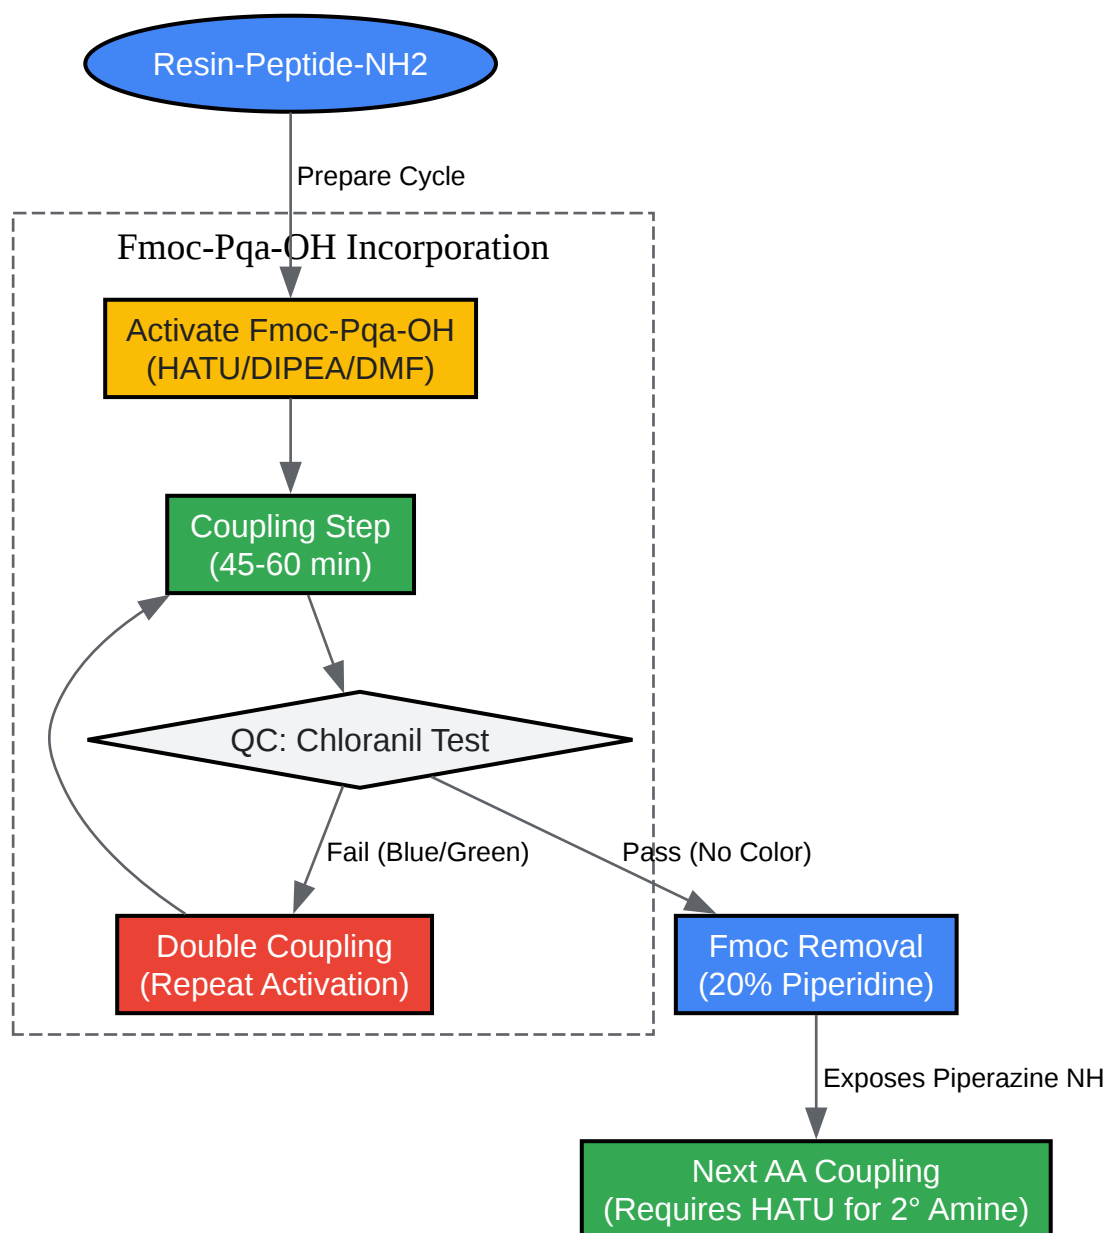 Resin-Peptide-NH2
Prepare Cycle
Fmoc-Pqa-OH Incorporation
Activate Fmoc-Pqa-OH
(HATU/DIPEA/DMF)
Coupling Step
(45-60 min)
QC: Chloranil Test
Fail (Blue/Green)
Pass (No Color)
Double Coupling
(Repeat Activation)
Fmoc Removal
(20% Piperidine)
Exposes Piperazine NH
Next AA Coupling
(Requires HATU for 2° Amine)